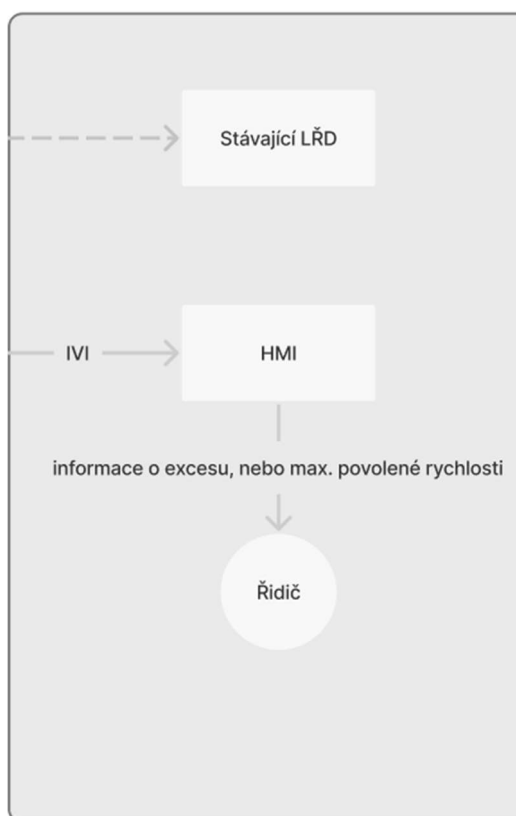 Stávající LŘD
IVI
HMI
informace o excesu, nebo max. povolené rychlosti
Řidič